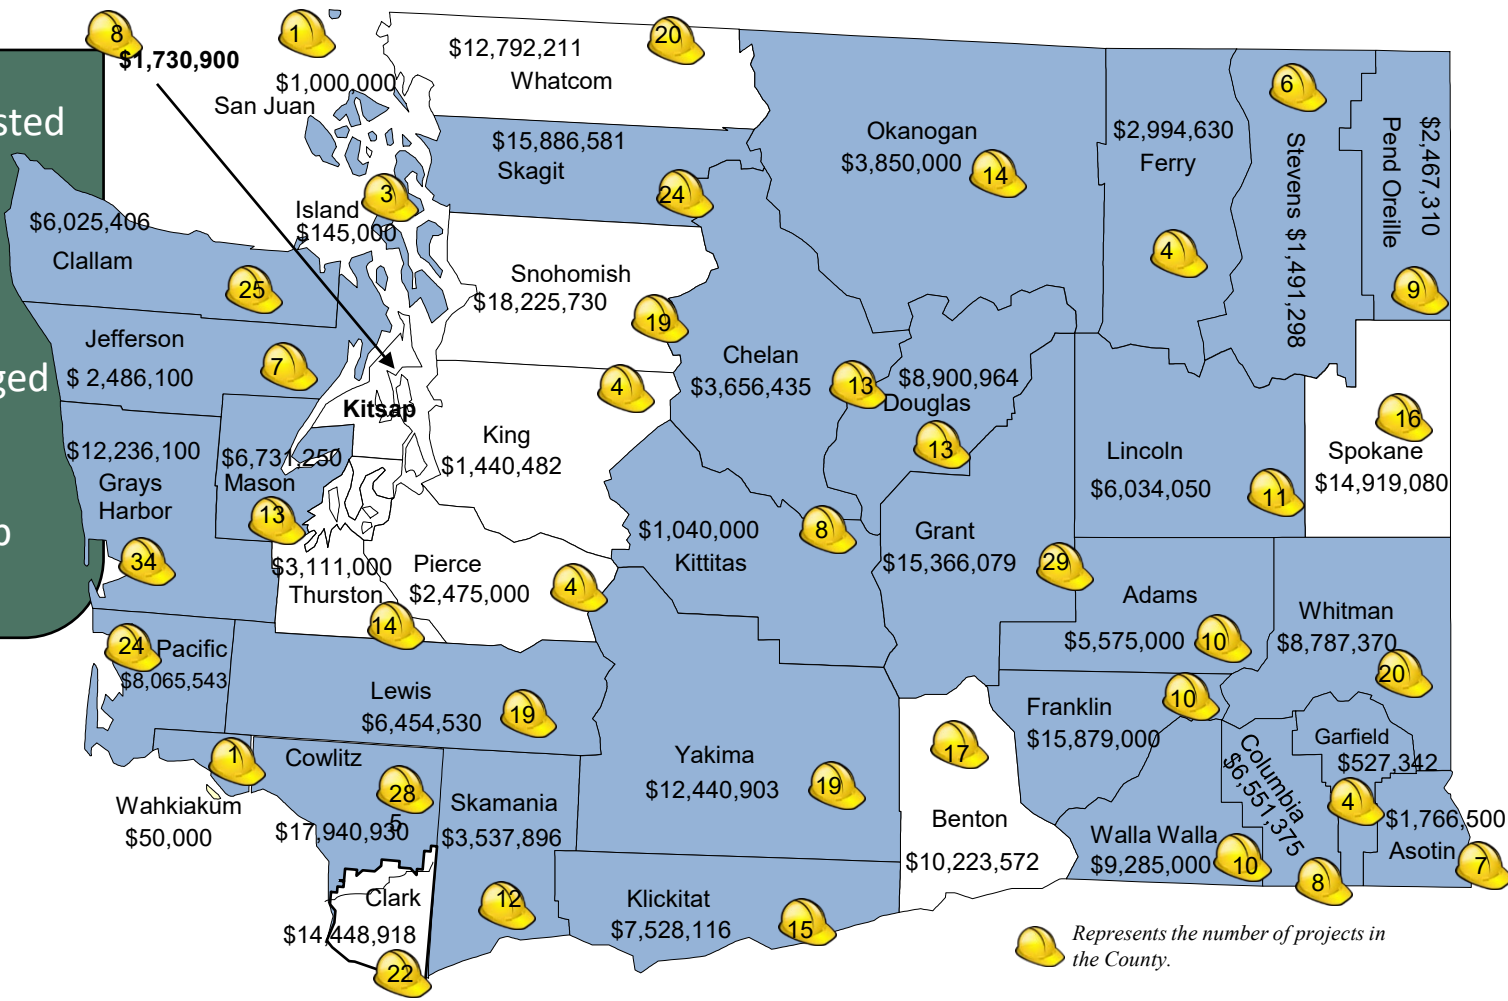 8
$1,730,900
1
$1,000,000
San Juan
$12,792,211
Whatcom
20
sted
ged
p
$15,886,581
Skagit
24
Okanogan
$3,850,000
14
$2,994,630
Ferry
4
6
Stevens $1,491,298
Pend Oreille
$2,467,310
9
Island
$145,000
3
$6,025,406
Clallam
25
Snohomish
$18,225,730
19
Jefferson
$ 2,486,100
7
Kitsap
King
$1,440,482
4
Chelan
$3,656,435
13
$8,900,964
Douglas
13
Lincoln
$6,034,050
11
16
Spokane
$14,919,080
$12,236,100
Grays
Harbor
34
$6,731,250
Mason
13
$3,111,000
Thurston
14
Pierce
$2,475,000
4
$1,040,000
Kittitas
8
Grant
$15,366,079
29
Adams
$5,575,000
10
Whitman
$8,787,370
20
24
Pacific
$8,065,543
Lewis
$6,454,530
19
Yakima
$12,440,903
19
17
Benton
$10,223,572
Franklin
$15,879,000
10
Columbia
$6,551,375
8
Garfield
$527,342
4
$1,766,500
Asotin
7
Walla Walla
$9,285,000
10
1
Wahkiakum
$50,000
Cowlitz
28
5
$17,940,930
Skamania
$3,537,896
12
Clark
$14,448,918
22
Klickitat
$7,528,116
15
Represents the number of projects in
the County.